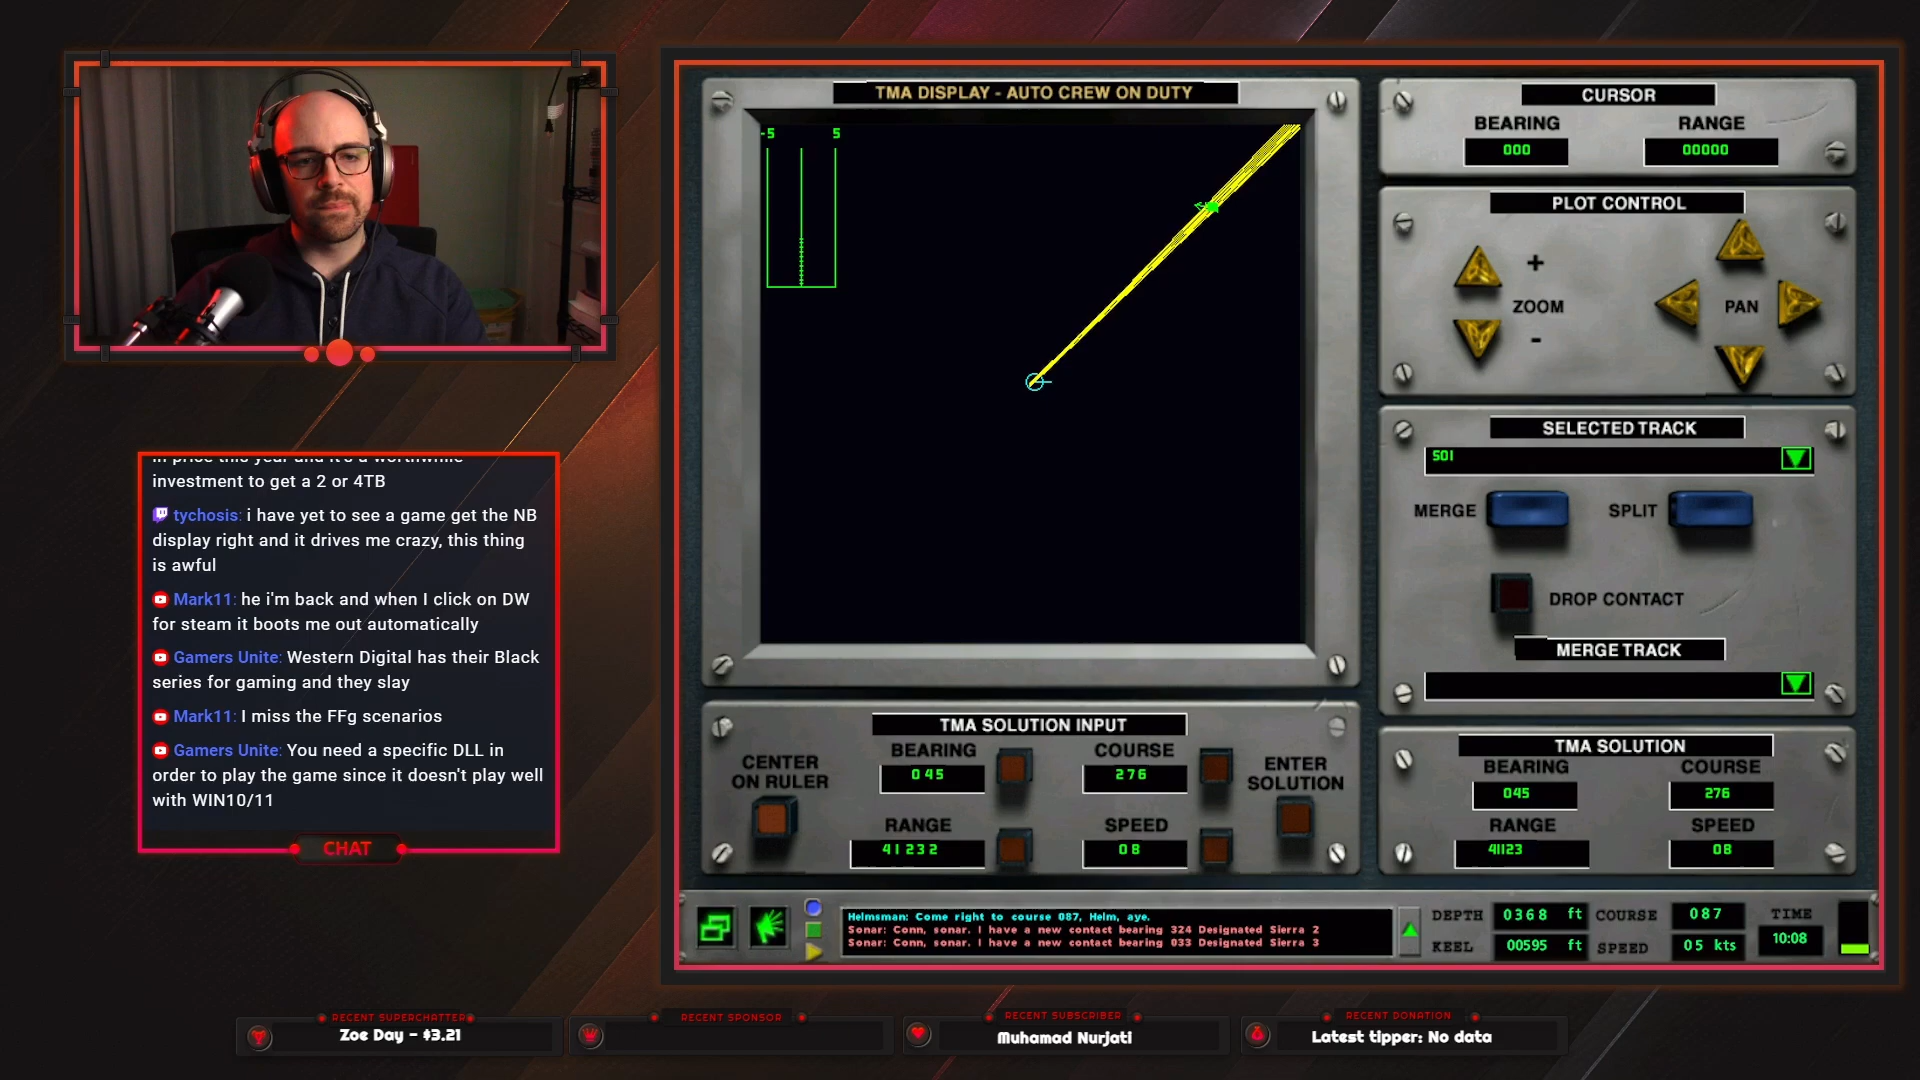 in price this year and it's a worthwhile
investment to get a 2 or 4TB
tychosis: i have yet to see a game get the NB
display right and it drives me crazy, this thing
is awful
Mark11: he i'm back and when I click on DW
for steam it boots me out automatically
Gamers Unite: Western Digital has their Black
series for gaming and they slay
Mark11: I miss the FFg scenarios
Gamers Unite: You need a specific DLL in
order to play the game since it doesn't play well
with WIN10/11
CHAT
TMA DISPLAY - AUTO CREW ON DUTY
-5 5
CURSOR
BEARING RANGE
000 00000
PLOT CONTROL
+
ZOOM
-
PAN
SELECTED TRACK
S01
MERGE SPLIT
DROP CONTACT
MERGE TRACK
TMA SOLUTION INPUT
CENTER
ON RULER
BEARING COURSE
045 276
RANGE SPEED
41232 08
ENTER
SOLUTION
TMA SOLUTION
BEARING COURSE
045 276
RANGE SPEED
41123 08
Helmsman: Come right to course 087, Helm, aye.
Sonar: Conn, sonar. I have a new contact bearing 324 Designated Sierra 2
Sonar: Conn, sonar. I have a new contact bearing 033 Designated Sierra 3
DEPTH 0368 ft COURSE 087 TIME
KEEL 00595 ft SPEED 05 kts 10:08
RECENT SUPERCHATTER
Zoe Day - $3.21
RECENT SPONSOR
RECENT SUBSCRIBER
Muhamad Nurjati
RECENT DONATION
Latest tipper: No data